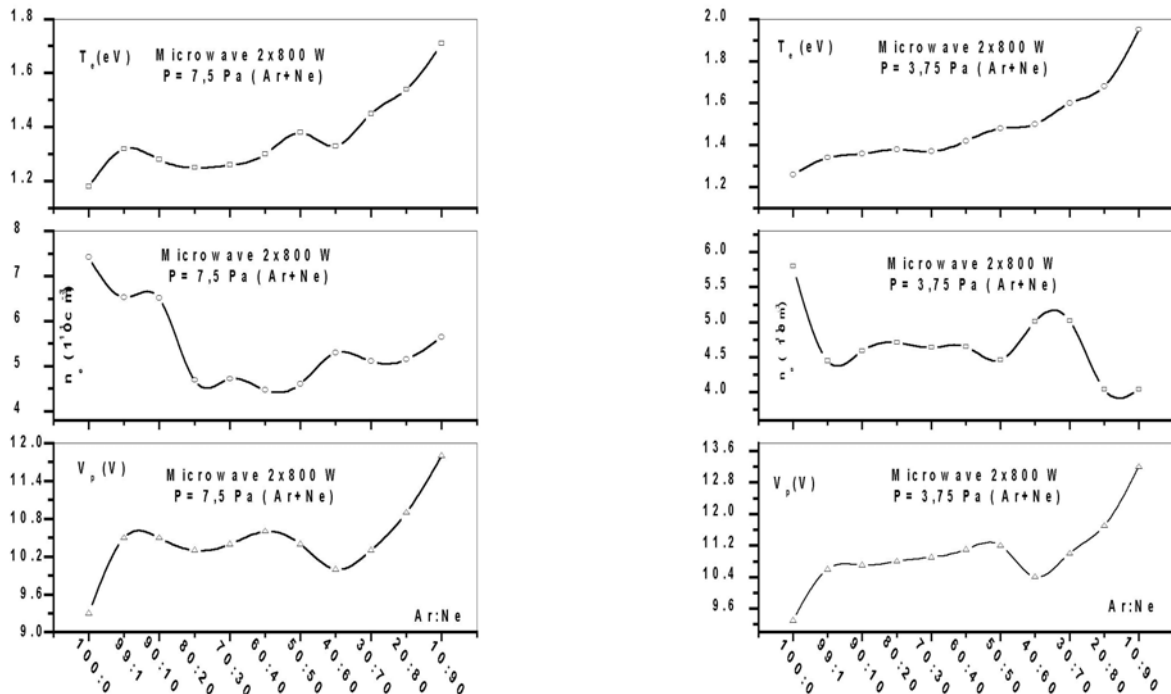 1.8
1.6
1.4
1.2
T e (eV)
Microwave 2x800 W
P= 7,5 Pa (Ar+Ne)
8
7
6
5
4
Microwave 2x800 W
P= 7,5 Pa (Ar+Ne)
12.0
11.4
10.8
10.2
9.6
9.0
V p (V)
Microwave 2x800 W
P= 7,5 Pa (Ar+Ne)
Ar:Ne
100:0
99:1
90:10
80:20
70:30
60:40
50:50
40:60
30:70
20:80
10:90
2.0
1.8
1.6
1.4
1.2
T e (eV)
Microwave 2x800 W
P= 3,75 Pa (Ar+Ne)
6.0
5.5
5.0
4.5
4.0
Microwave 2x800 W
P= 3,75 Pa (Ar+Ne)
13.6
12.8
12.0
11.2
10.4
9.6
V p (V)
Microwave 2x800 W
P= 3,75 Pa (Ar+Ne)
Ar:Ne
100:0
99:1
90:10
80:20
70:30
60:40
50:50
40:60
30:70
20:80
10:90